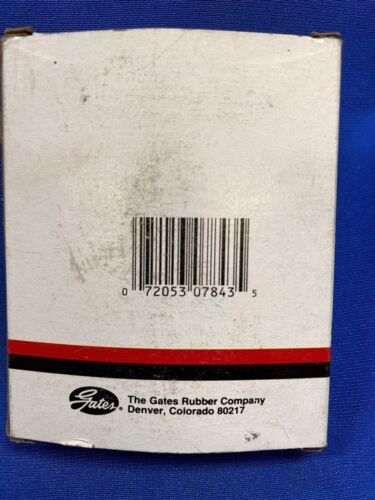 0 72053 07843 5
Gates®
The Gates Rubber Company
Denver, Colorado 80217